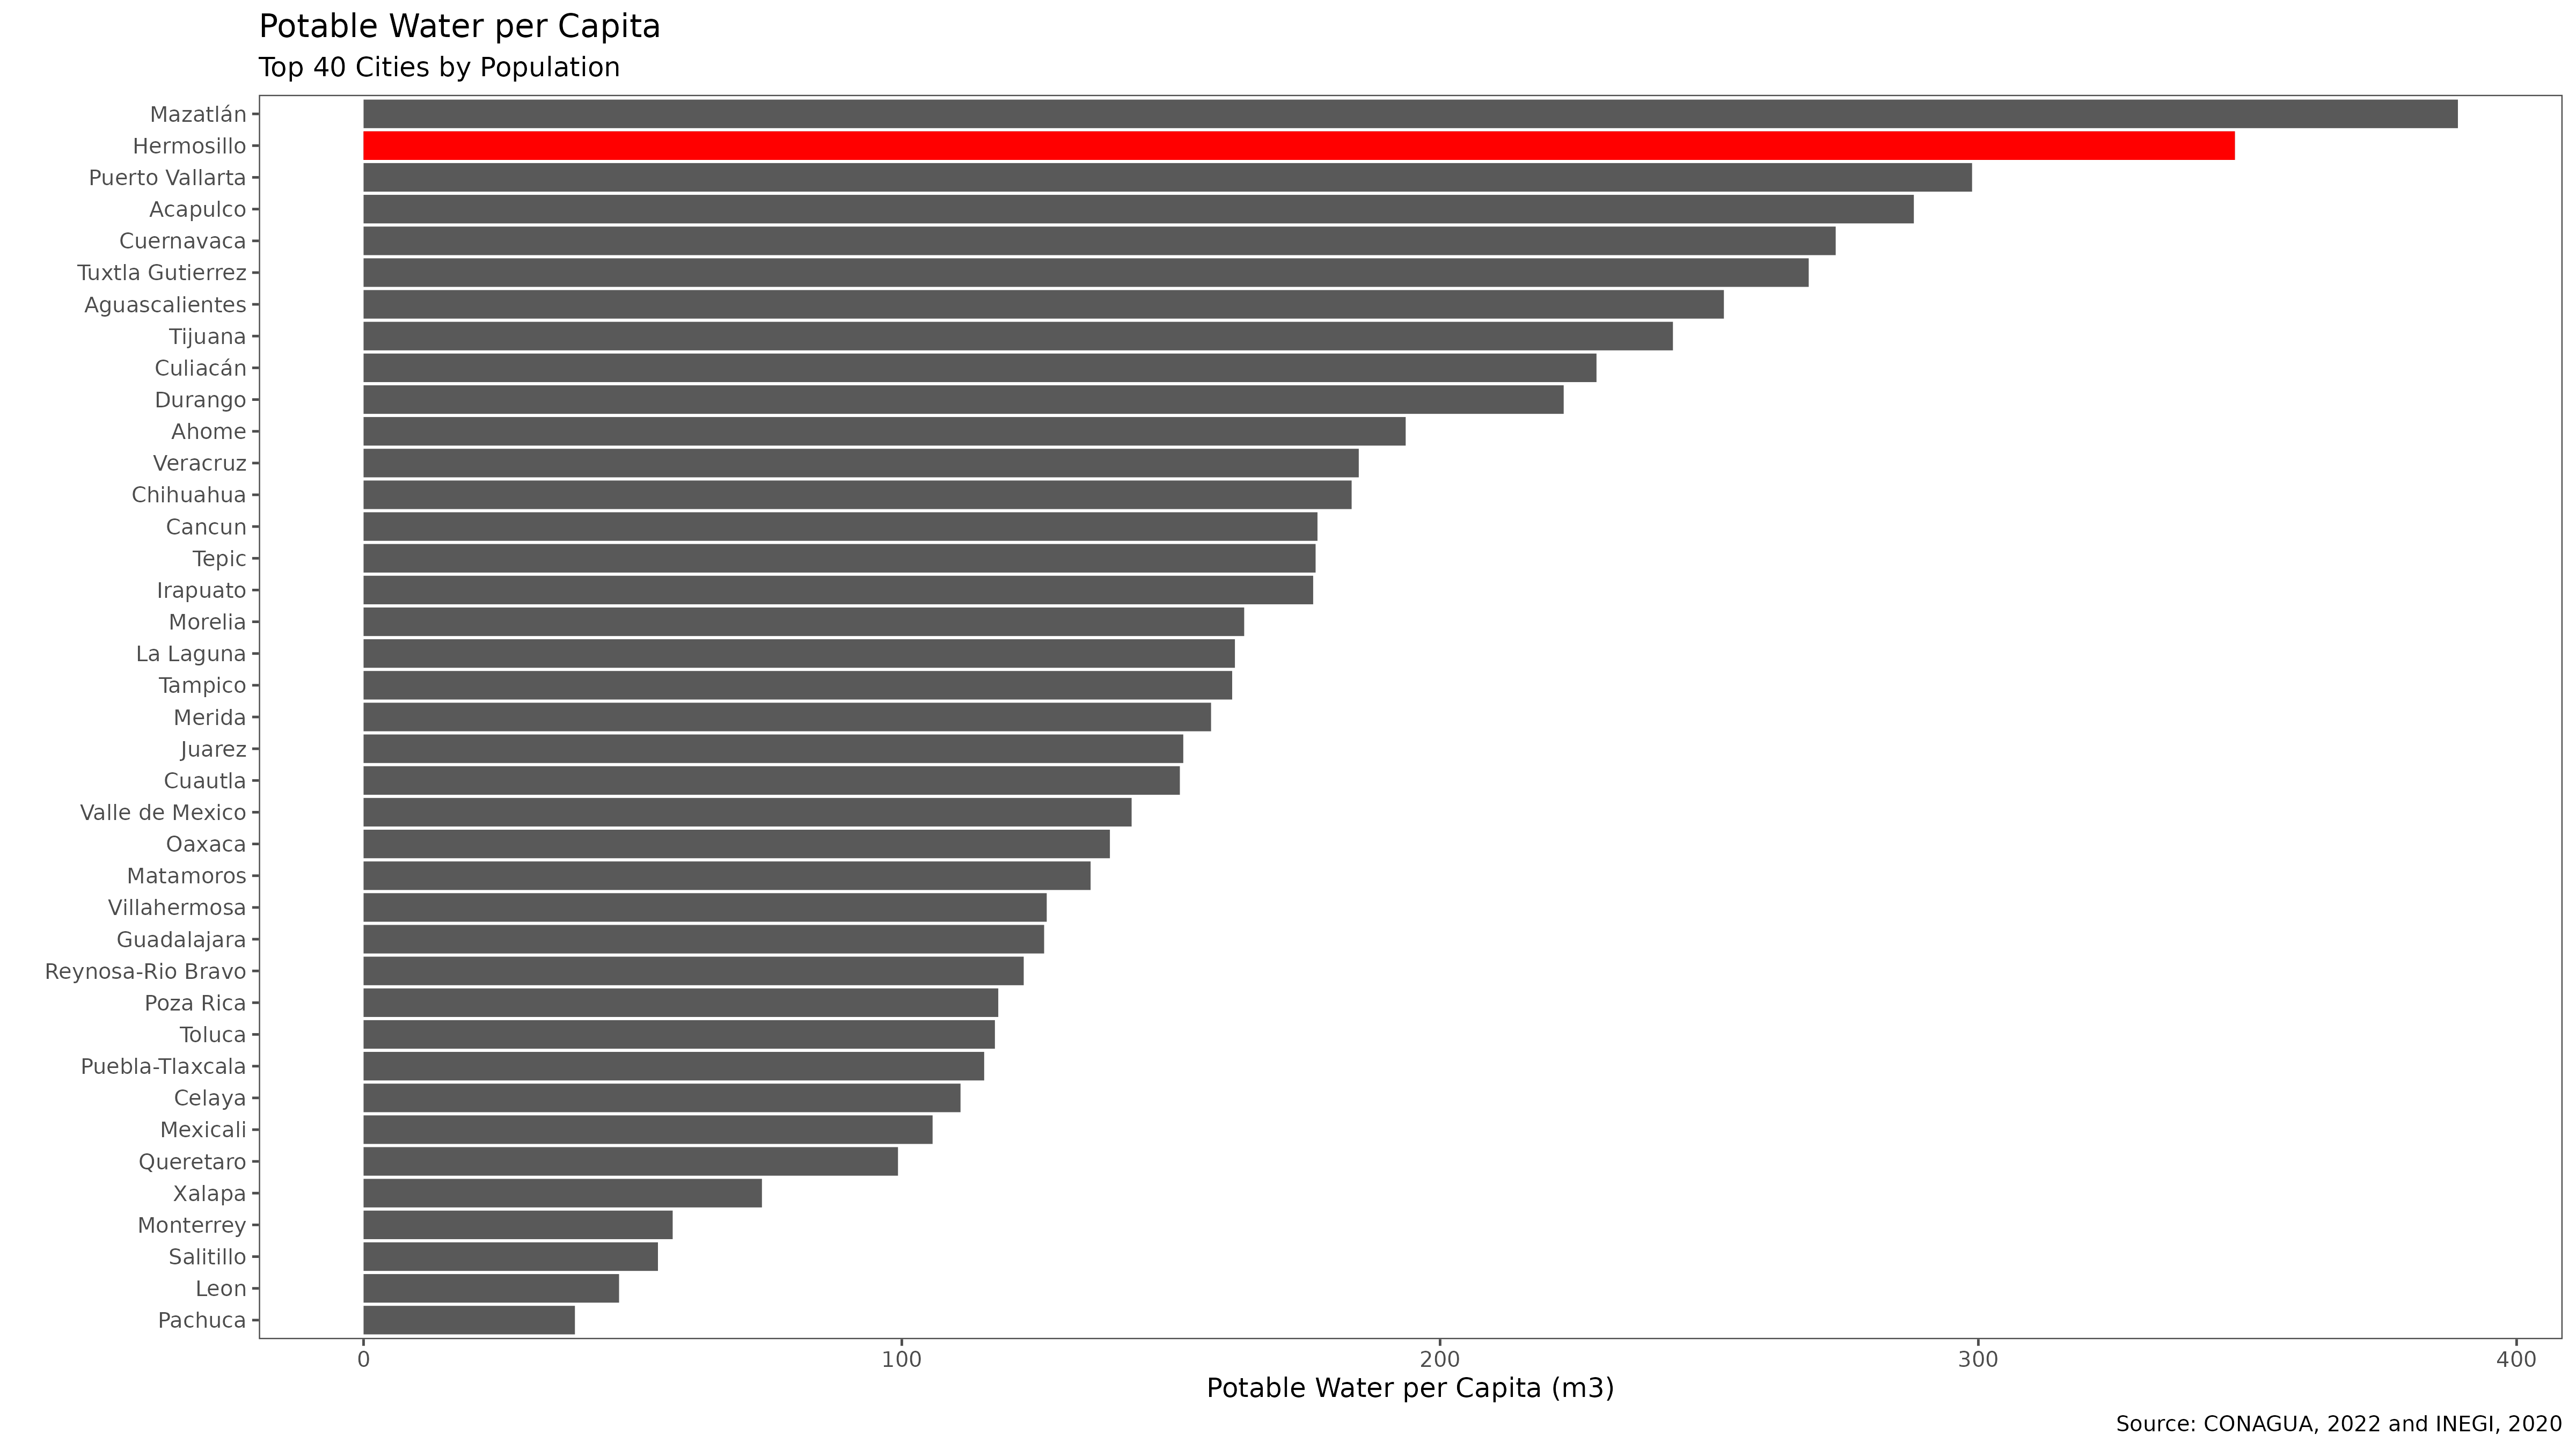 Potable Water per Capita
Top 40 Cities by Population
Mazatlán
Hermosillo
Puerto Vallarta
Acapulco
Cuernavaca
Tuxtla Gutierrez
Aguascalientes
Tijuana
Culiacán
Durango
Ahome
Veracruz
Chihuahua
Cancun
Tepic
Irapuato
Morelia
La Laguna
Tampico
Merida
Juarez
Cuautla
Valle de Mexico
Oaxaca
Matamoros
Villahermosa
Guadalajara
Reynosa-Rio Bravo
Poza Rica
Toluca
Puebla-Tlaxcala
Celaya
Mexicali
Queretaro
Xalapa
Monterrey
Salitillo
Leon
Pachuca
0 100 200 300 400
Potable Water per Capita (m3)
Source: CONAGUA, 2022 and INEGI, 2020